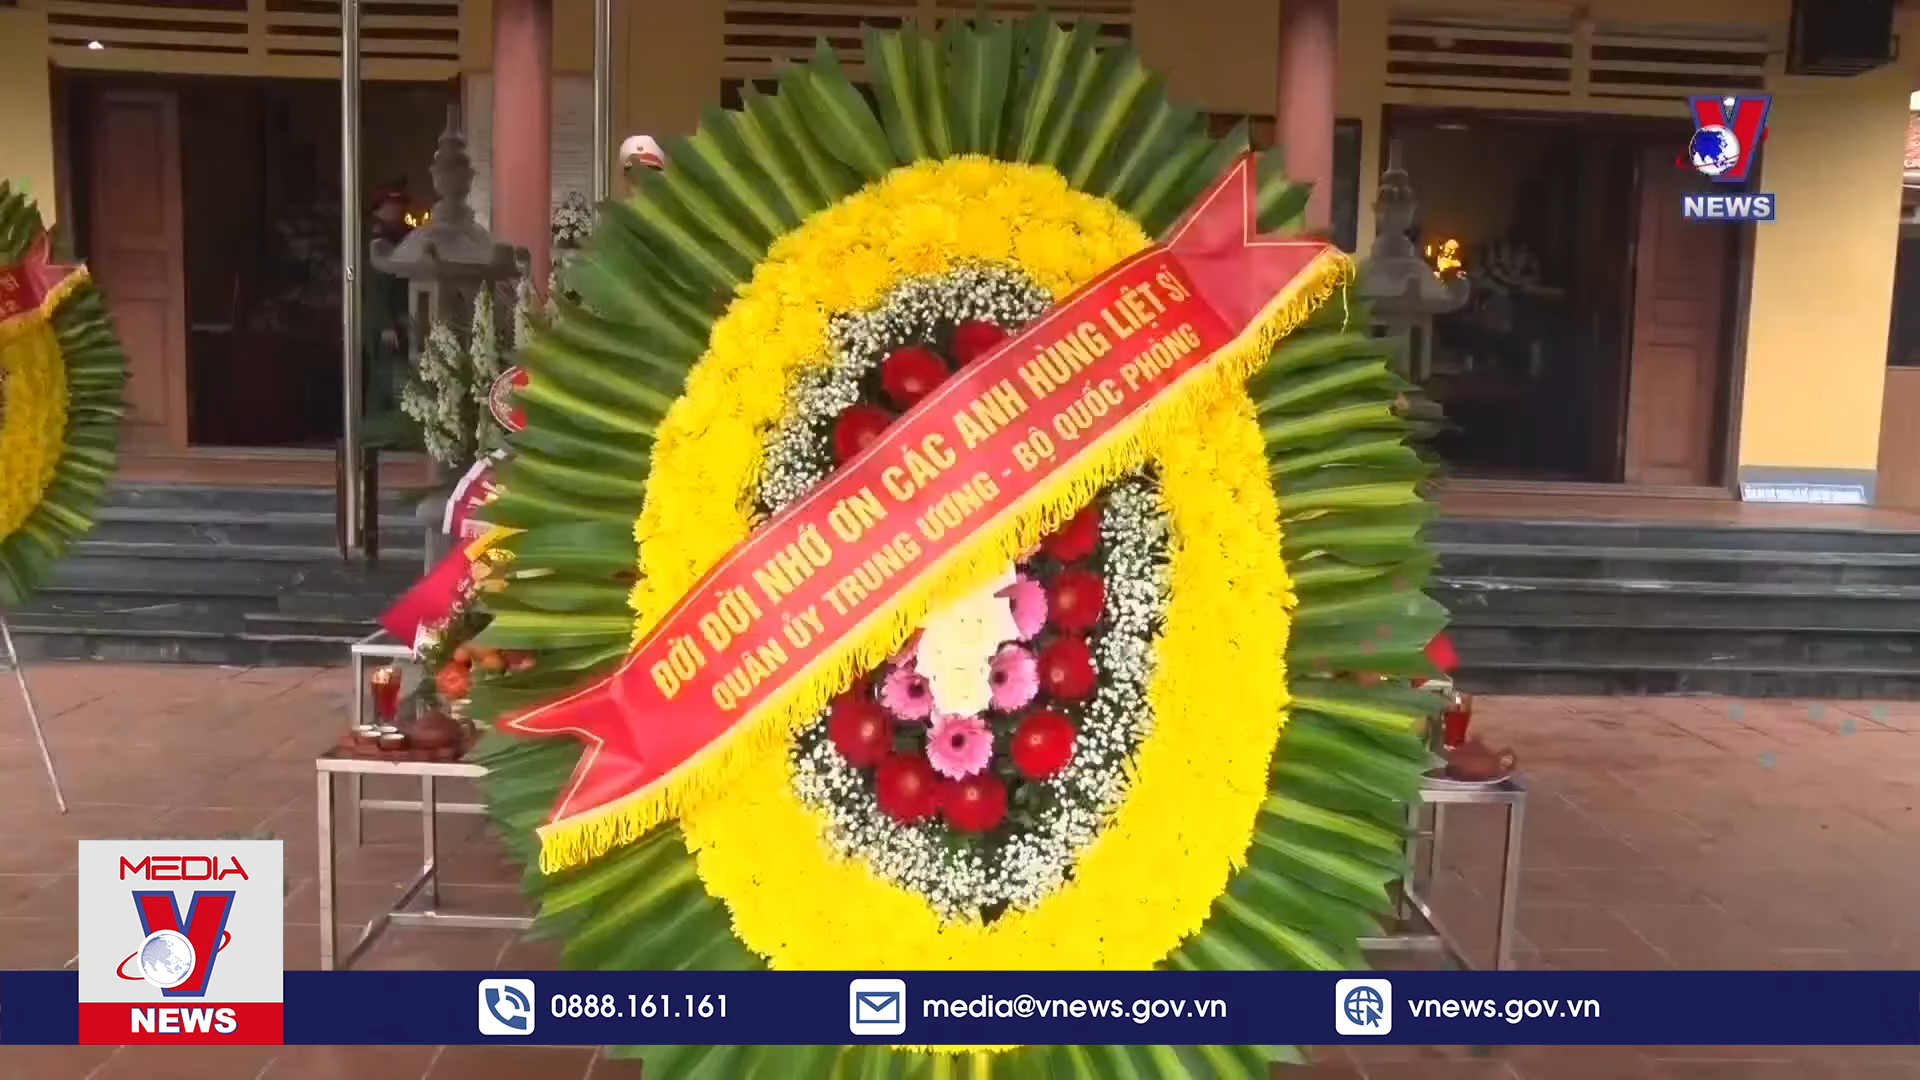 NEWS
ĐỜI ĐỜI NHỚ ƠN CÁC ANH HÙNG LIỆT SĨ
QUÂN ỦY TRUNG ƯƠNG - BỘ QUỐC PHÒNG
MEDIA
NEWS
0888.161.161
media@vnews.gov.vn
vnews.gov.vn